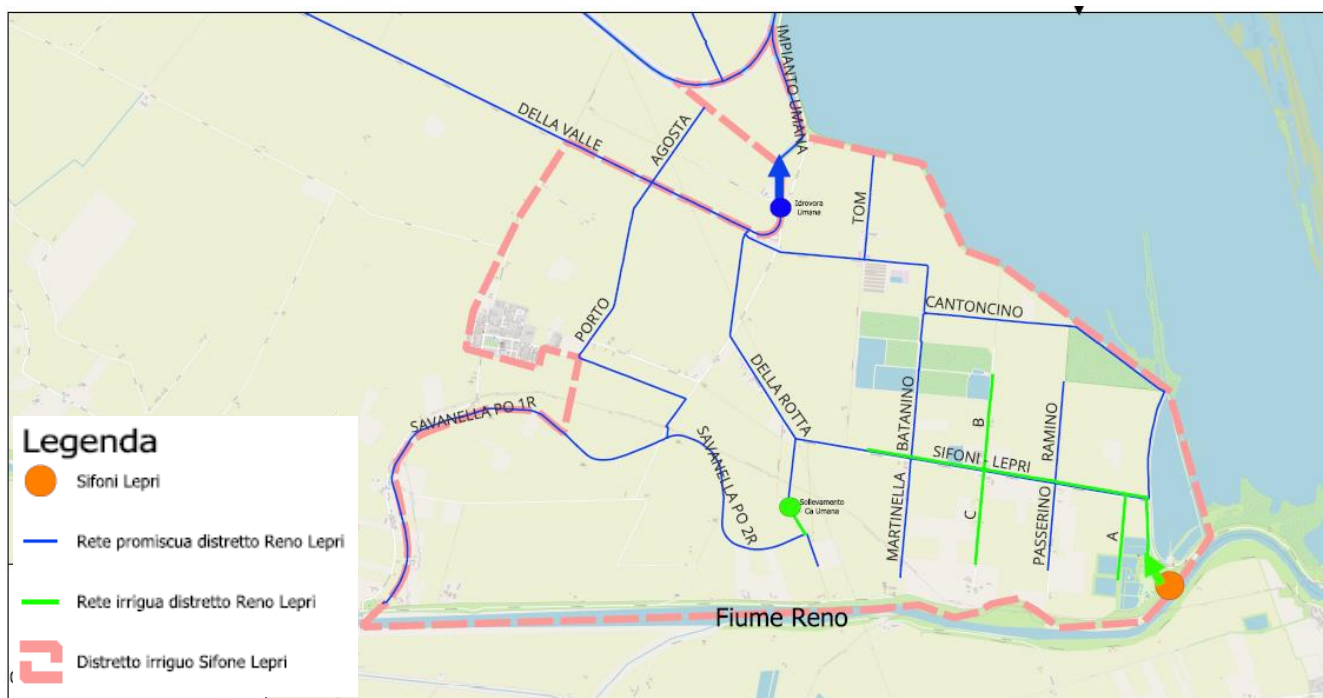 IMPIANTO UMANA
DELLA VALLE
AGOSTA
Idrovora
Umana
TOM
CANTONCINO
PORTO
DELLA ROTTA
BATANINO
B
RAMINO
SAVANELLA PO 1R
SIFONI - LEPRI
SAVANELLA PO 2R
Sollevamento
Ca Umana
MARTINELLA
C
PASSERINO
A
Fiume Reno
Legenda
Sifoni Lepri
Rete promiscua distretto Reno Lepri
Rete irrigua distretto Reno Lepri
Distretto irriguo Sifone Lepri